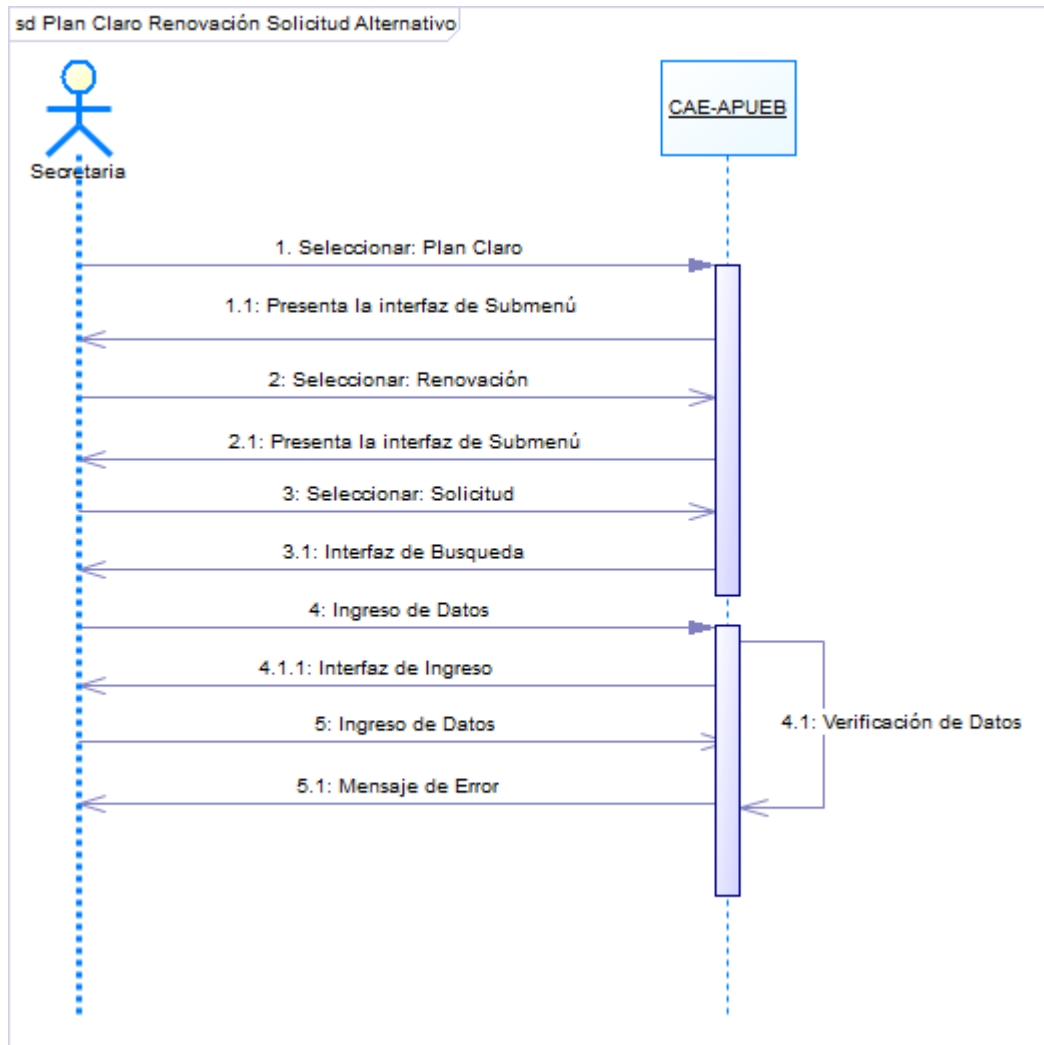 sd Plan Claro Renovación Solicitud Alternativo
CAE-APUEB
Secretaria
1. Seleccionar: Plan Claro
1.1: Presenta la interfaz de Submenú
2: Seleccionar: Renovación
2.1: Presenta la interfaz de Submenú
3: Seleccionar: Solicitud
3.1: Interfaz de Busqueda
4: Ingreso de Datos
4.1.1: Interfaz de Ingreso
5: Ingreso de Datos
4.1: Verificación de Datos
5.1: Mensaje de Error